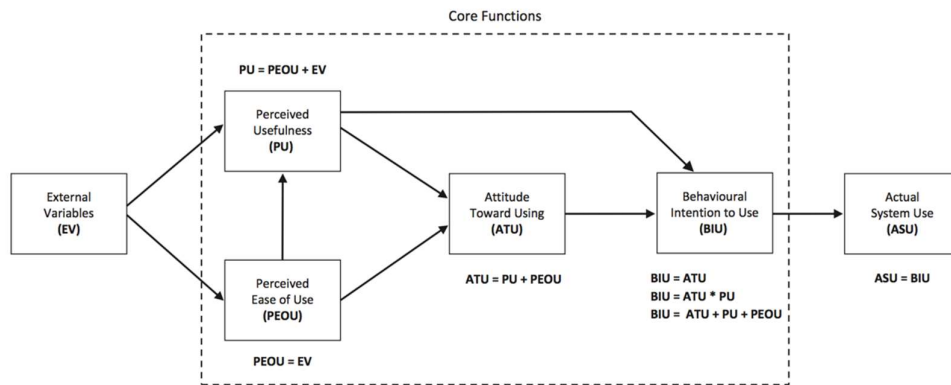 Core Functions
PU = PEOU + EV
Perceived
Usefulness
(PU)
External
Variables
(EV)
Attitude
Toward Using
(ATU)
Behavioural
Intention to Use
(BIU)
Actual
System Use
(ASU)
Perceived
Ease of Use
(PEOU)
ATU = PU + PEOU
BIU = ATU
BIU = ATU * PU
BIU = ATU + PU + PEOU
ASU = BIU
PEOU = EV